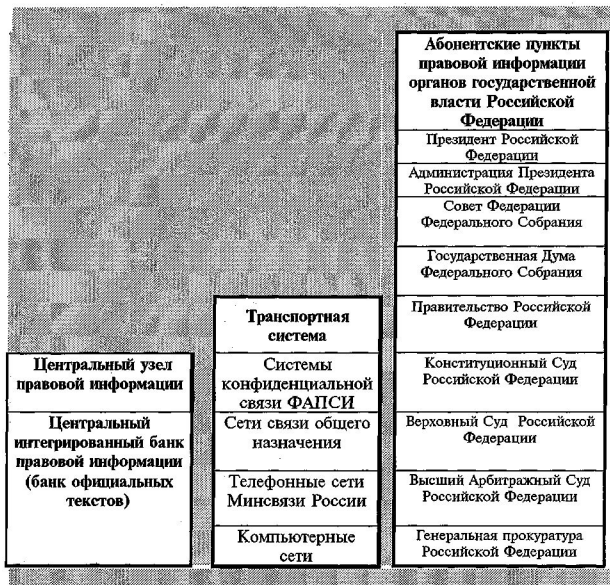 Центральный узел
правовой информации
Центральный
интегрированный банк
правовой информации
(банк официальных
текстов)
Транспортная
система
Системы
конфиденциальной
связи ФАПСИ
Сети связи общего
назначения
Телефонные сети
Минсвязи России
Компьютерные
сети
Абонентские пункты
правовой информации
органов государственной
власти Российской
Федерации
Президент Российской
Федерации
Администрация Президента
Российской Федерации
Совет Федерации
Федерального Собрания
Государственная Дума
Федерального Собрания
Правительство Российской
Федерации
Конституционный Суд
Российской Федерации
Верховный Суд Российской
Федерации
Высший Арбитражный Суд
Российской Федерации
Генеральная прокуратура
Российской Федерации